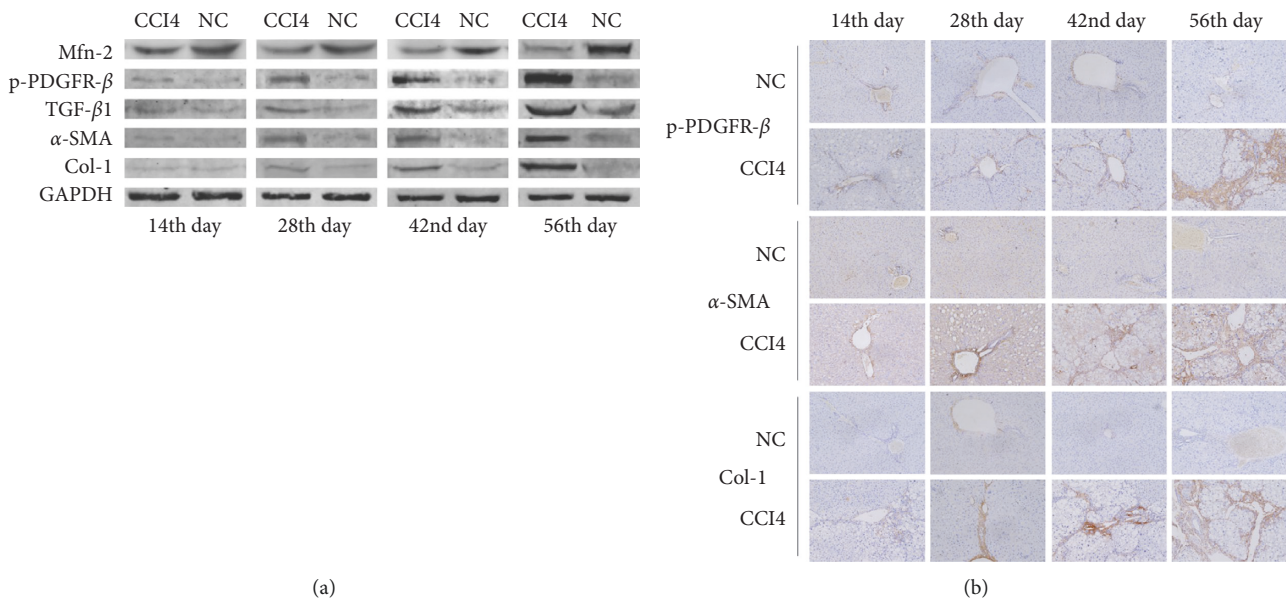 CCI4 NC CCI4 NC CCI4 NC CCI4 NC
Mfn-2
p-PDGFR-β
TGF-β1
α-SMA
Col-1
GAPDH
14th day 28th day 42nd day 56th day
(a)
14th day 28th day 42nd day 56th day
NC
p-PDGFR-β
CCI4
NC
α-SMA
CCI4
NC
Col-1
CCI4
(b)